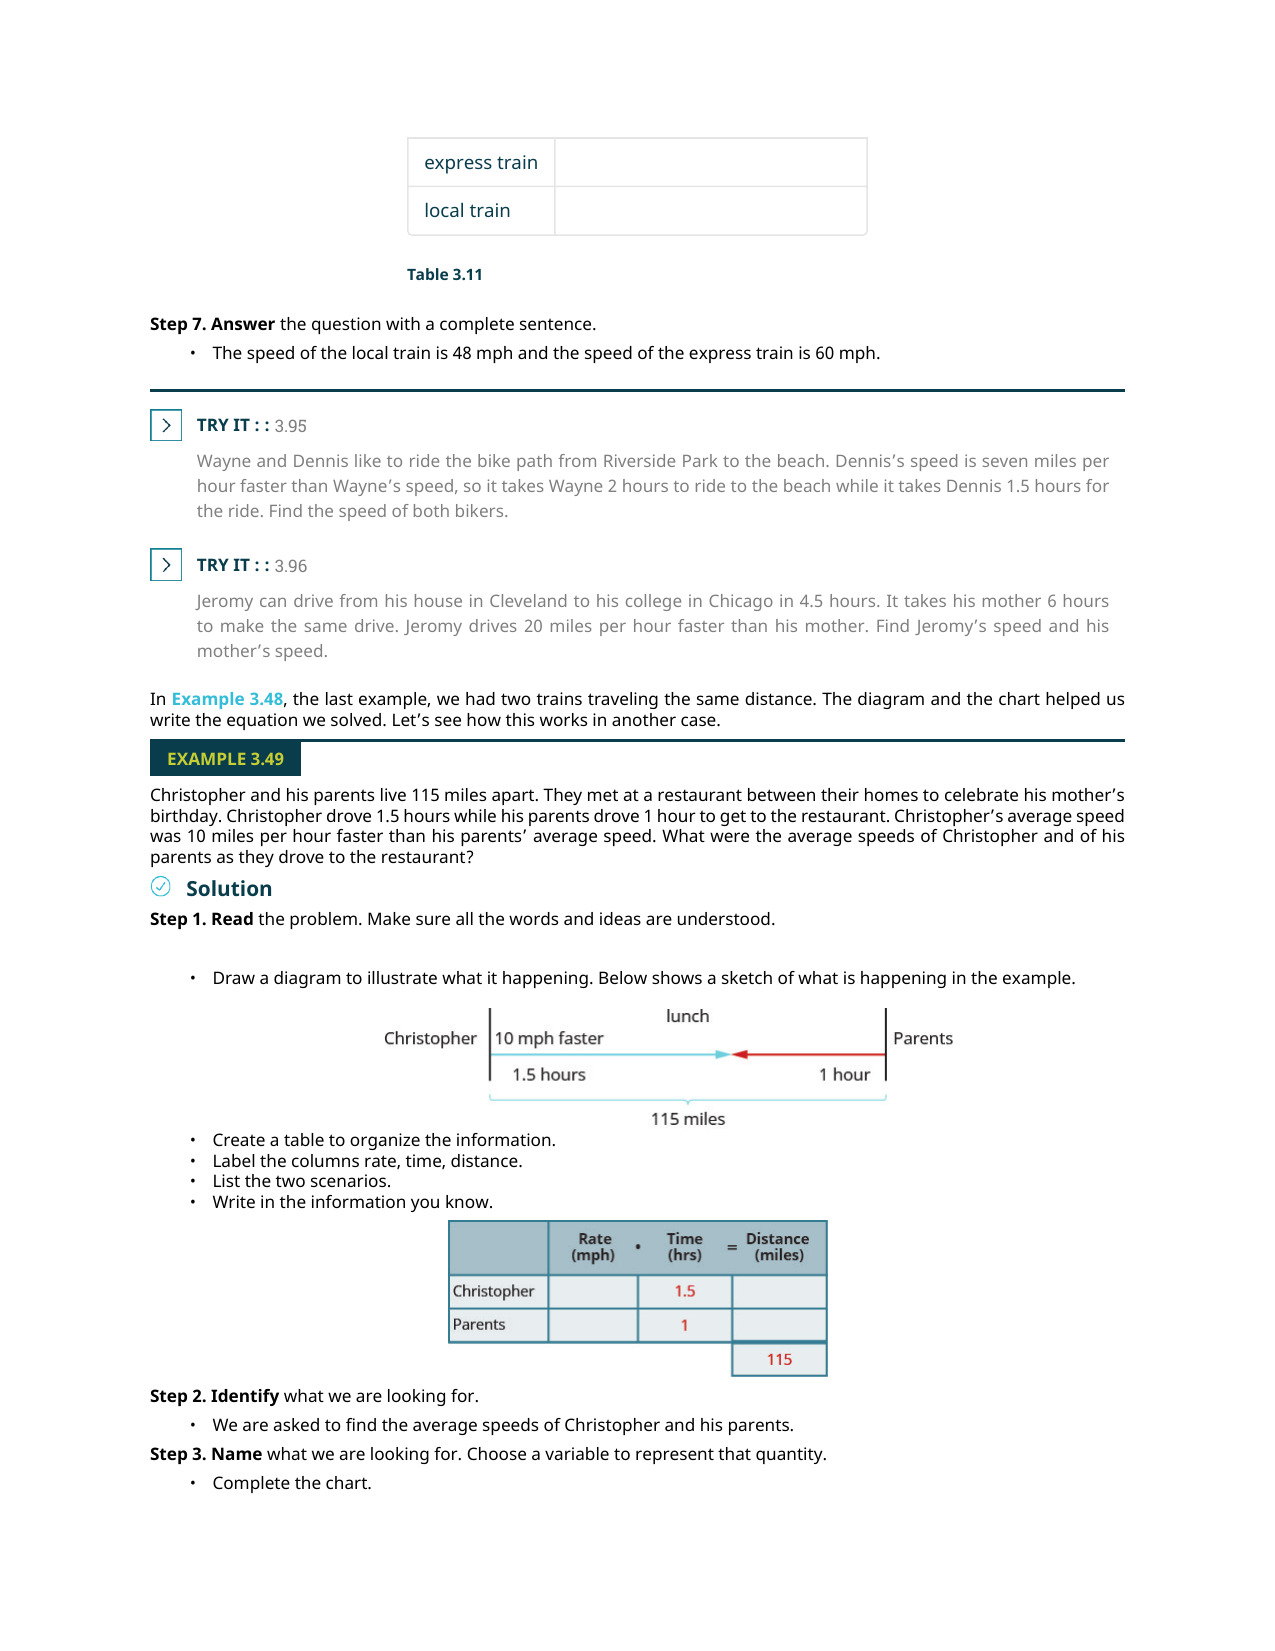 express train
local train
Table 3.11
Step 7. Answer the question with a complete sentence.
• The speed of the local train is 48 mph and the speed of the express train is 60 mph.
TRY IT : : 3.95
Wayne and Dennis like to ride the bike path from Riverside Park to the beach. Dennis’s speed is seven miles per
hour faster than Wayne’s speed, so it takes Wayne 2 hours to ride to the beach while it takes Dennis 1.5 hours for
the ride. Find the speed of both bikers.
TRY IT : : 3.96
Jeromy can drive from his house in Cleveland to his college in Chicago in 4.5 hours. It takes his mother 6 hours
to make the same drive. Jeromy drives 20 miles per hour faster than his mother. Find Jeromy’s speed and his
mother’s speed.
In Example 3.48, the last example, we had two trains traveling the same distance. The diagram and the chart helped us
write the equation we solved. Let’s see how this works in another case.
EXAMPLE 3.49
Christopher and his parents live 115 miles apart. They met at a restaurant between their homes to celebrate his mother’s
birthday. Christopher drove 1.5 hours while his parents drove 1 hour to get to the restaurant. Christopher’s average speed
was 10 miles per hour faster than his parents’ average speed. What were the average speeds of Christopher and of his
parents as they drove to the restaurant?
Solution
Step 1. Read the problem. Make sure all the words and ideas are understood.
• Draw a diagram to illustrate what it happening. Below shows a sketch of what is happening in the example.
lunch
Christopher 10 mph faster Parents
1.5 hours 1 hour
115 miles
• Create a table to organize the information.
• Label the columns rate, time, distance.
• List the two scenarios.
• Write in the information you know.
Rate • Time = Distance
(mph) (hrs) (miles)
Christopher 1.5
Parents 1
115
Step 2. Identify what we are looking for.
• We are asked to find the average speeds of Christopher and his parents.
Step 3. Name what we are looking for. Choose a variable to represent that quantity.
• Complete the chart.